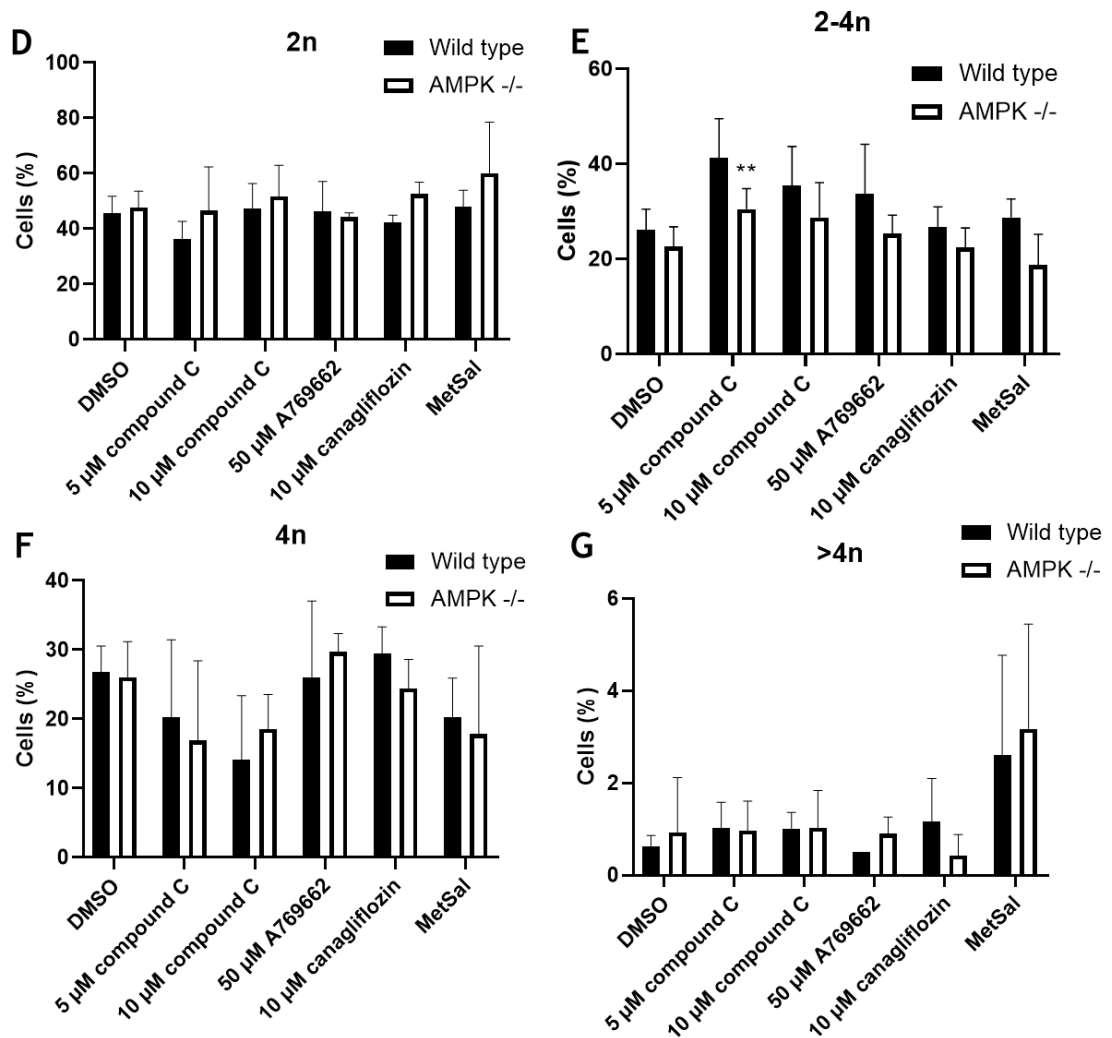 D
2n
Wild type
AMPK -/-
Cells (%)
100
80
60
40
20
0
DMSO
5 µM compound C
10 µM compound C
50 µM A769662
10 µM canagliflozin
MetSal
E
2-4n
Wild type
AMPK -/-
Cells (%)
60
40
20
0
**
DMSO
5 µM compound C
10 µM compound C
50 µM A769662
10 µM canagliflozin
MetSal
F
4n
Wild type
AMPK -/-
Cells (%)
40
30
20
10
0
DMSO
5 µM compound C
10 µM compound C
50 µM A769662
10 µM canagliflozin
MetSal
G
>4n
Wild type
AMPK -/-
Cells (%)
6
4
2
0
DMSO
5 µM compound C
10 µM compound C
50 µM A769662
10 µM canagliflozin
MetSal